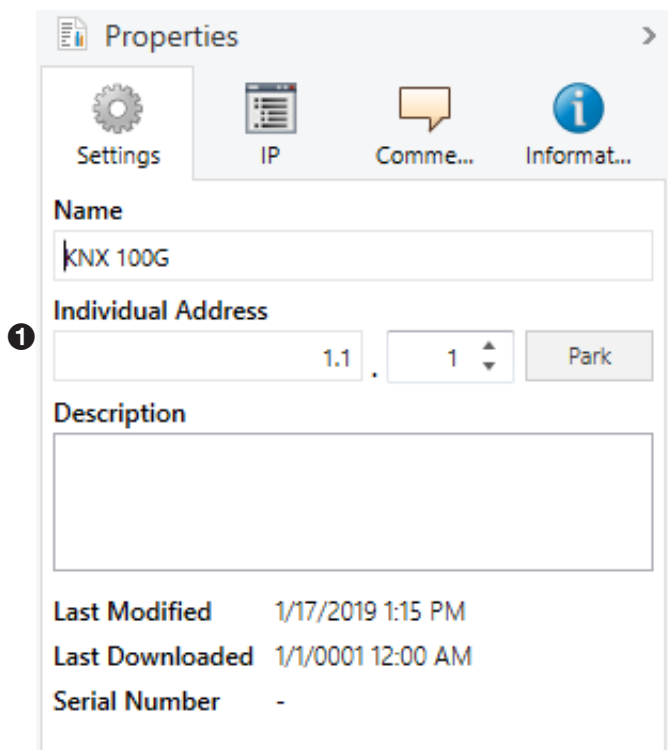 Properties
Settings IP Comme... Informat...
Name
KNX 100G
Individual Address
❶ 1.1 . 1 Park
Description
Last Modified 1/17/2019 1:15 PM
Last Downloaded 1/1/0001 12:00 AM
Serial Number -